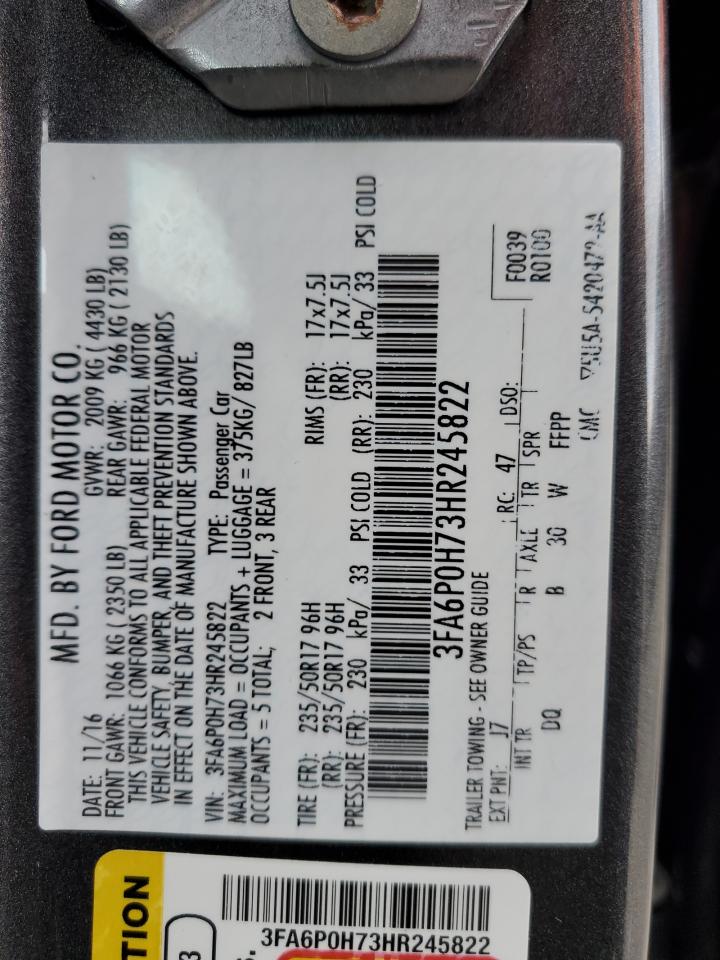 MFD. BY FORD MOTOR CO.
DATE: 11/16 GVWR: 2009 KG ( 4430 LB)
FRONT GAWR: 1066 KG ( 2350 LB) REAR GAWR: 966 KG ( 2130 LB)
THIS VEHICLE CONFORMS TO ALL APPLICABLE FEDERAL MOTOR
VEHICLE SAFETY, BUMPER, AND THEFT PREVENTION STANDARDS
IN EFFECT ON THE DATE OF MANUFACTURE SHOWN ABOVE.
VIN: 3FA6P0H73HR245822 TYPE: Passenger Car
MAXIMUM LOAD = OCCUPANTS + LUGGAGE = 375KG/ 827LB
OCCUPANTS = 5 TOTAL; 2 FRONT, 3 REAR
TIRE (FR): 235/50R17 96H RIMS (FR): 17x7.5J
(RR): 235/50R17 96H (RR): 17x7.5J
PRESSURE (FR): 230 kPa/ 33 PSI COLD (RR): 230 kPa/ 33 PSI COLD
3FA6P0H73HR245822
TRAILER TOWING - SEE OWNER GUIDE
EXT PNT: J7 RC: 47 DSO: F0039
R0100
INT TR TP/PS R AXLE TR SPR
DQ B 30 W FFPP
TION
3
3FA6P0H73HR245822